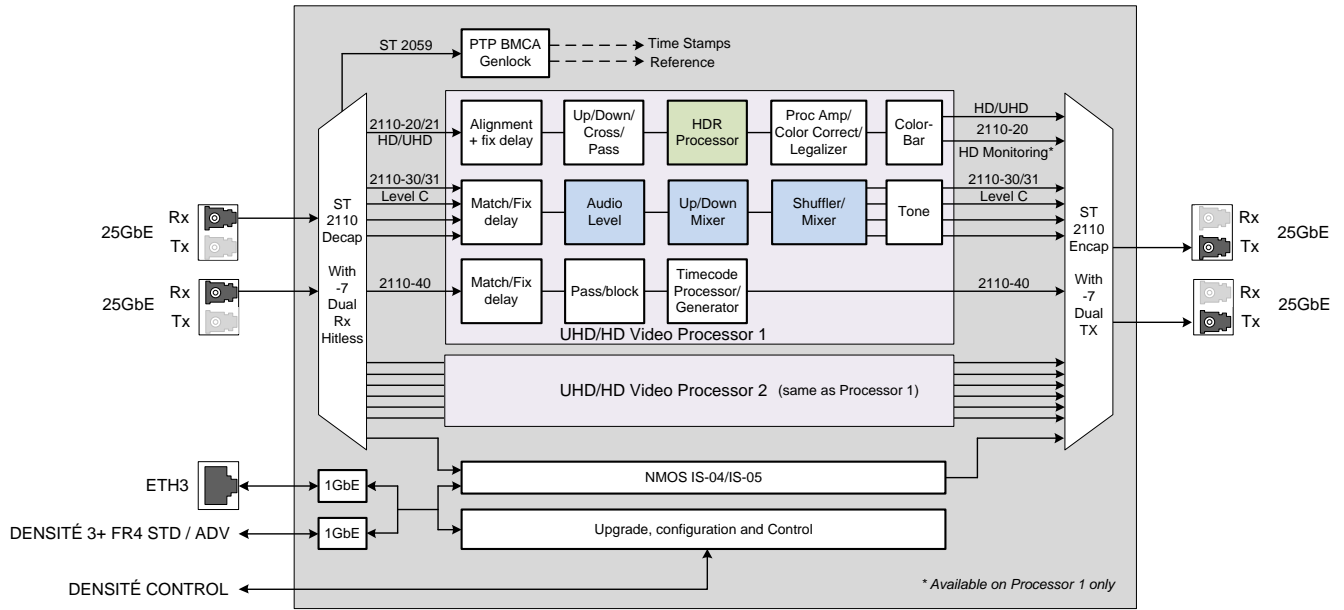 ST 2059
PTP BMCA
Genlock
Time Stamps
Reference
2110-20/21
HD/UHD
Alignment
+ fix delay
Up/Down/
Cross/
Pass
HDR
Processor
Proc Amp/
Color Correct/
Legalizer
Color-
Bar
HD/UHD
2110-20
HD Monitoring*
2110-30/31
Level C
Match/Fix
delay
Audio
Level
Up/Down
Mixer
Shuffler/
Mixer
Tone
2110-30/31
Level C
2110-40
Match/Fix
delay
Pass/block
Timecode
Processor/
Generator
2110-40
UHD/HD Video Processor 1
UHD/HD Video Processor 2 (same as Processor 1)
Rx
25GbE
Tx
Rx
25GbE
Tx
ST
2110
Decap
With
-7
Dual
Rx
Hitless
ST
2110
Encap
With
-7
Dual
TX
Rx
25GbE
Tx
Rx
25GbE
Tx
ETH3
1GbE
NMOS IS-04/IS-05
DENSITÉ 3+ FR4 STD / ADV
1GbE
Upgrade, configuration and Control
DENSITÉ CONTROL
* Available on Processor 1 only